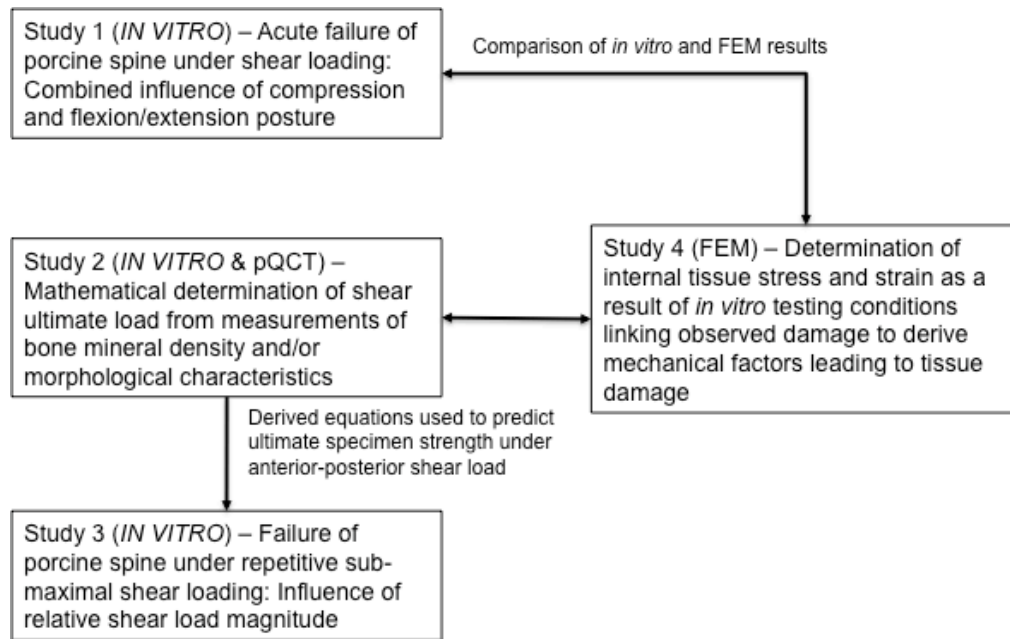 Study 1 (IN VITRO) – Acute failure of
porcine spine under shear loading:
Combined influence of compression
and flexion/extension posture
Comparison of in vitro and FEM results
Study 2 (IN VITRO & pQCT) –
Mathematical determination of shear
ultimate load from measurements of
bone mineral density and/or
morphological characteristics
Study 4 (FEM) – Determination of
internal tissue stress and strain as a
result of in vitro testing conditions
linking observed damage to derive
mechanical factors leading to tissue
damage
Derived equations used to predict
ultimate specimen strength under
anterior-posterior shear load
Study 3 (IN VITRO) – Failure of
porcine spine under repetitive sub-
maximal shear loading: Influence of
relative shear load magnitude